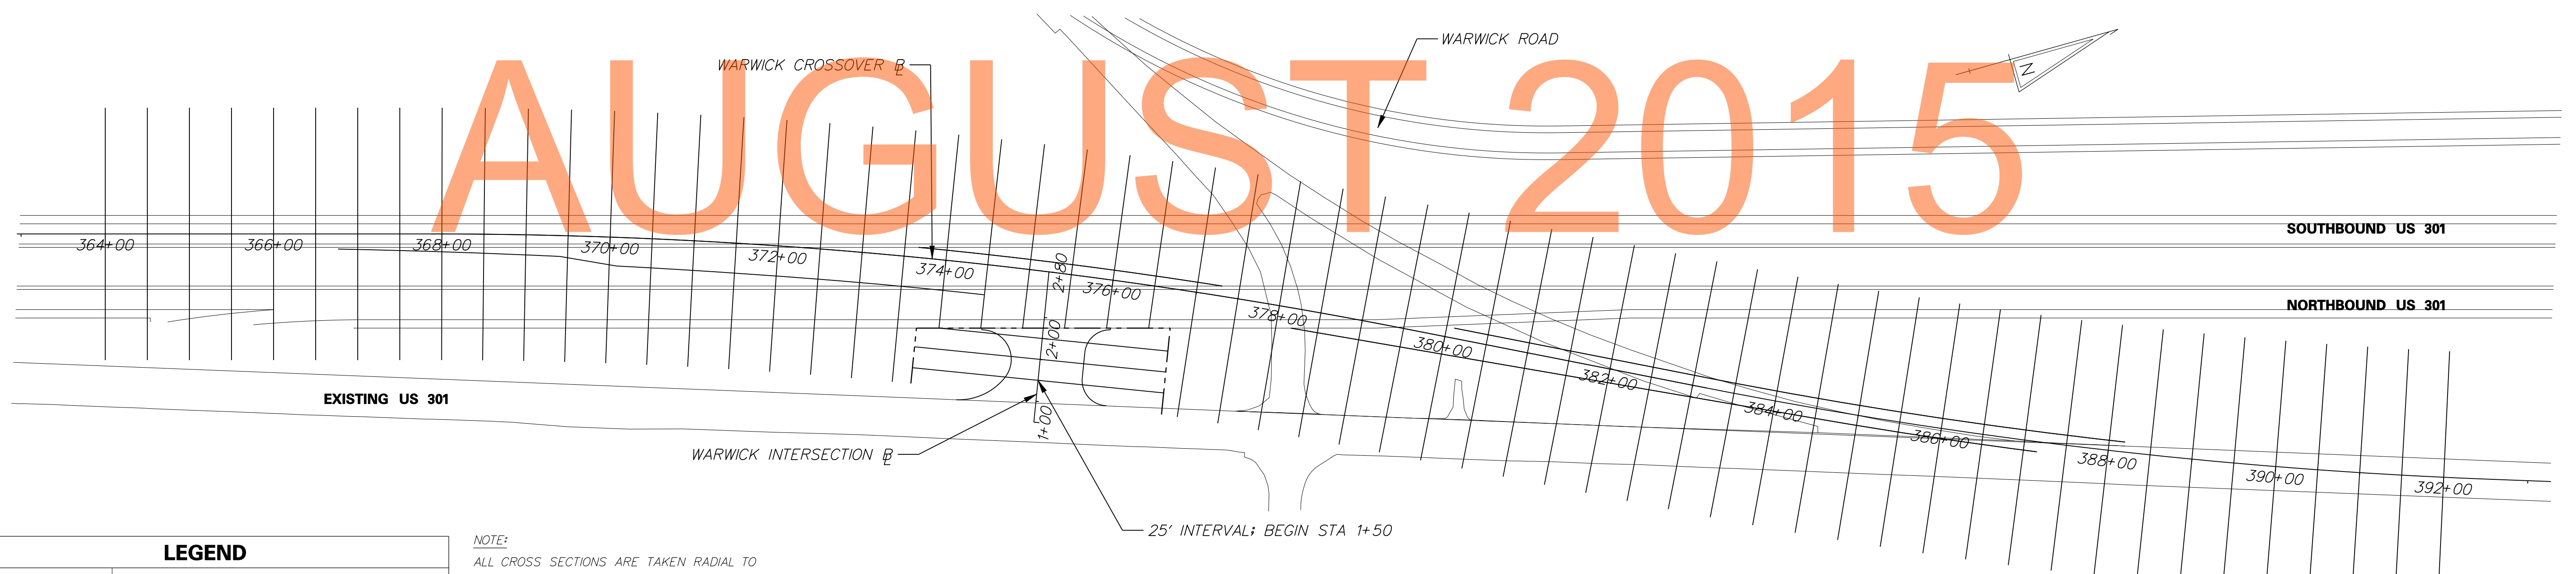 WARWICK ROAD
WARWICK CROSSOVER BL
AUGUST 2015
N
SOUTHBOUND US 301
364+00 366+00 368+00 370+00 372+00 374+00 376+00 378+00 380+00 382+00 384+00 386+00 388+00 390+00 392+00
2+80
2+00
1+00
NORTHBOUND US 301
EXISTING US 301
WARWICK INTERSECTION BL
25' INTERVAL; BEGIN STA 1+50
LEGEND
NOTE:
ALL CROSS SECTIONS ARE TAKEN RADIAL TO